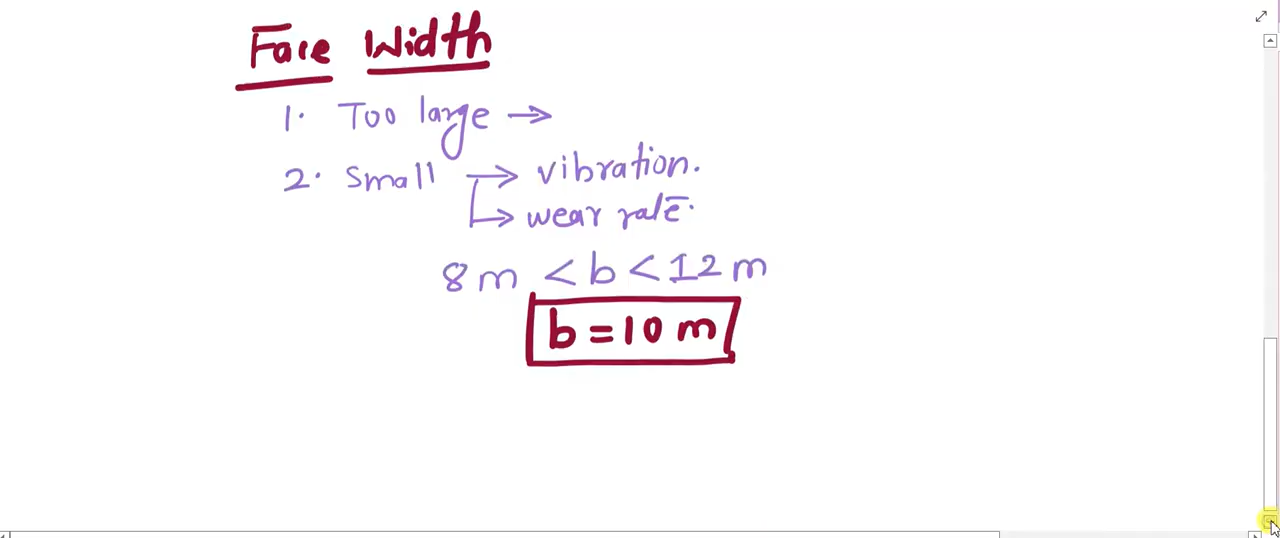 Face Width
1. Too large →
2. Small → vibration.
→ wear rate.
8 m < b < 12 m
b = 10 m